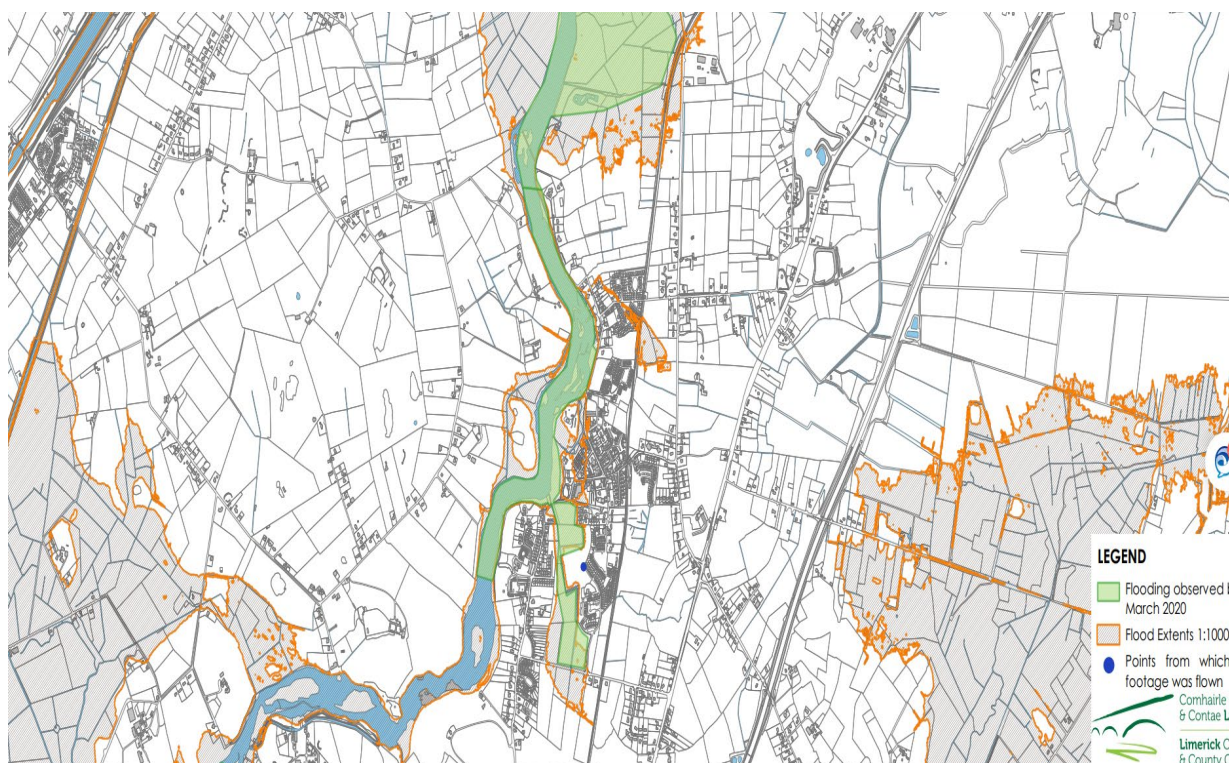 LEGEND
Flooding observed
March 2020
Flood Extents 1:1000
Points from which
footage was flown
Comhairle
& Contae L
Limerick C
& County C